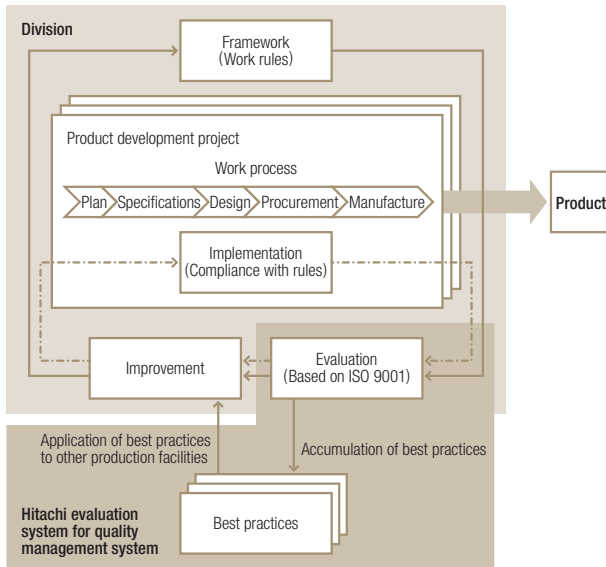 Division
Framework
(Work rules)
Product development project
Work process
Plan
Specifications
Design
Procurement
Manufacture
Product
Implementation
(Compliance with rules)
Improvement
Evaluation
(Based on ISO 9001)
Application of best practices
to other production facilities
Accumulation of best practices
Hitachi evaluation
system for quality
management system
Best practices